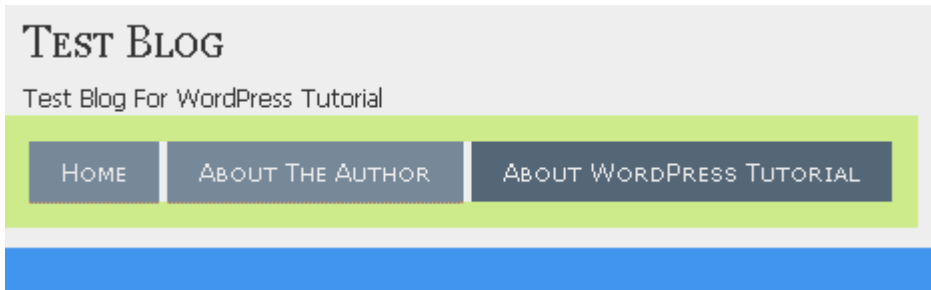 Test Blog
Test Blog For WordPress Tutorial
Home About The Author About WordPress Tutorial